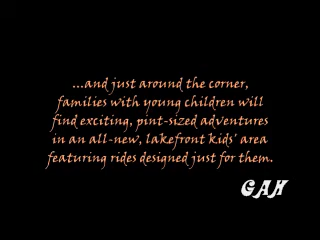 ...and just around the corner,
families with young children will
find exciting, pint-sized adventures
in an all-new, lakefront kids' area
featuring rides designed just for them.
GAH